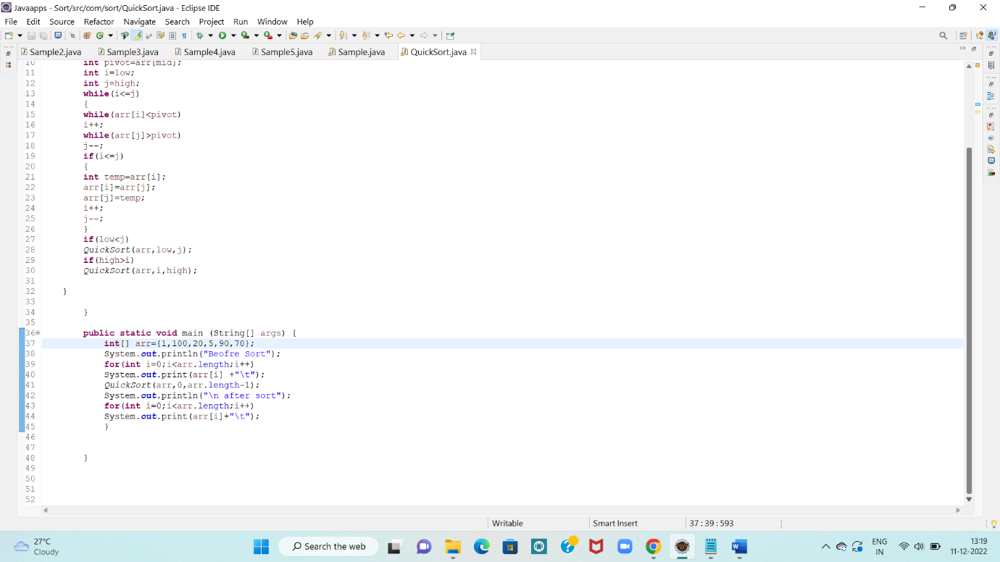 Javaapps - Sort/src/com/sort/QuickSort.java - Eclipse IDE
File Edit Source Refactor Navigate Search Project Run Window Help
Sample2.java Sample3.java Sample4.java Sample5.java Sample.java QuickSort.java
10 int pivot=arr[mid];
11 int i=low;
12 int j=high;
13 while(i<=j)
14 {
15 while(arr[i]<pivot)
16 i++;
17 while(arr[j]>pivot)
18 j--;
19 if(i<=j)
20 {
21 int temp=arr[i];
22 arr[i]=arr[j];
23 arr[j]=temp;
24 i++;
25 j--;
26 }
27 if(low<j)
28 QuickSort(arr,low,j);
29 if(high>i)
30 QuickSort(arr,i,high);
31
32 }
33
34 }
35
36 public static void main (String[] args) {
37 int[] arr={1,100,20,5,90,70};
38 System.out.println("Beofre Sort");
39 for(int i=0;i<arr.length;i++)
40 System.out.print(arr[i] +"\t");
41 QuickSort(arr,0,arr.length-1);
42 System.out.println("\n after sort");
43 for(int i=0;i<arr.length;i++)
44 System.out.print(arr[i]+"\t");
45 }
46
47
48 }
49
50
51
52
Writable Smart Insert 37 : 39 : 593
27°C
Cloudy
Search the web
ENG
IN
13:19
11-12-2022